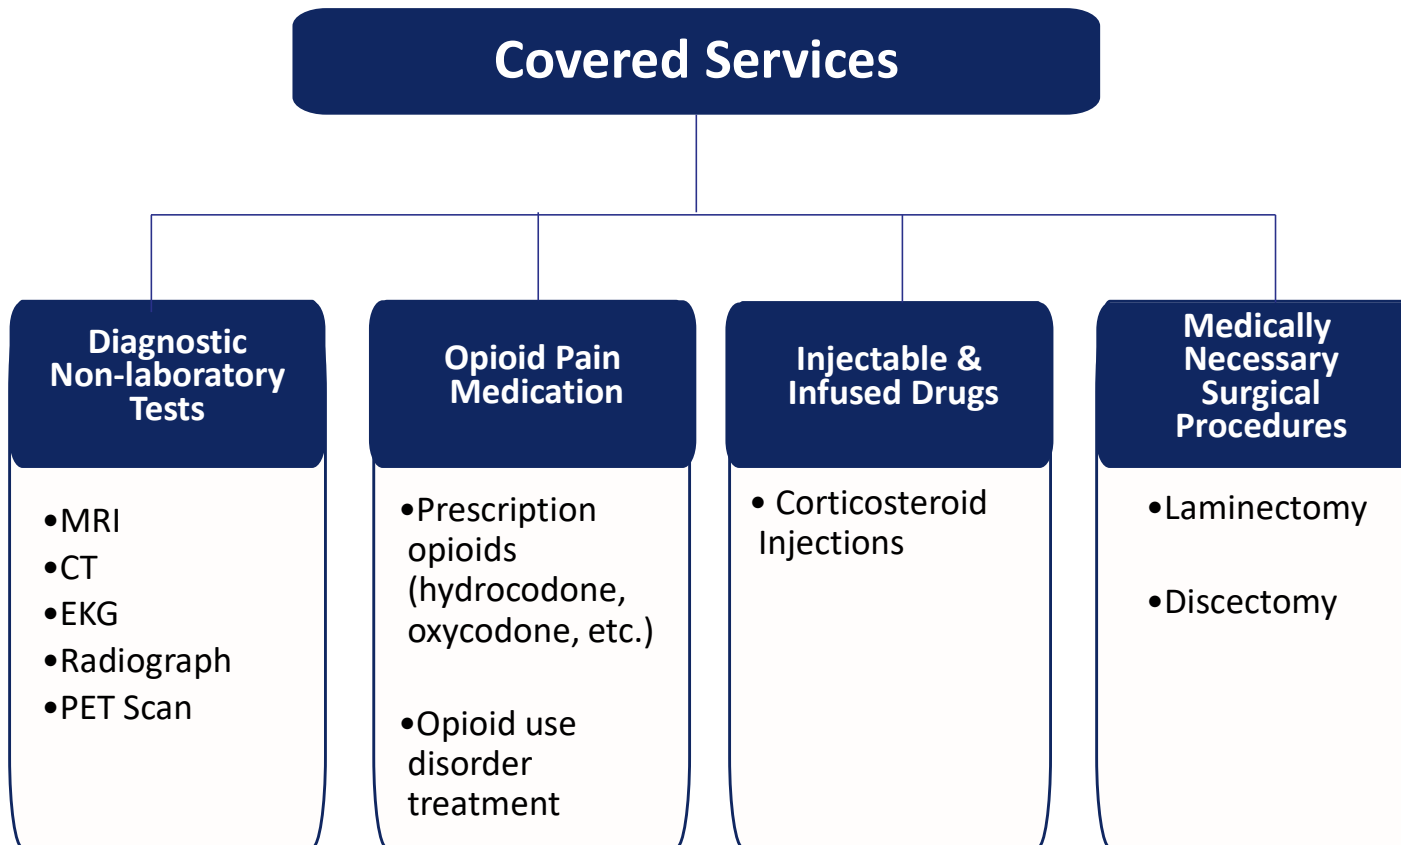 Covered Services
Diagnostic
Non-laboratory
Tests
•MRI
•CT
•EKG
•Radiograph
•PET Scan
Opioid Pain
Medication
•Prescription
opioids
(hydrocodone,
oxycodone, etc.)
•Opioid use
disorder
treatment
Injectable &
Infused Drugs
• Corticosteroid
Injections
Medically
Necessary
Surgical
Procedures
•Laminectomy
•Discectomy